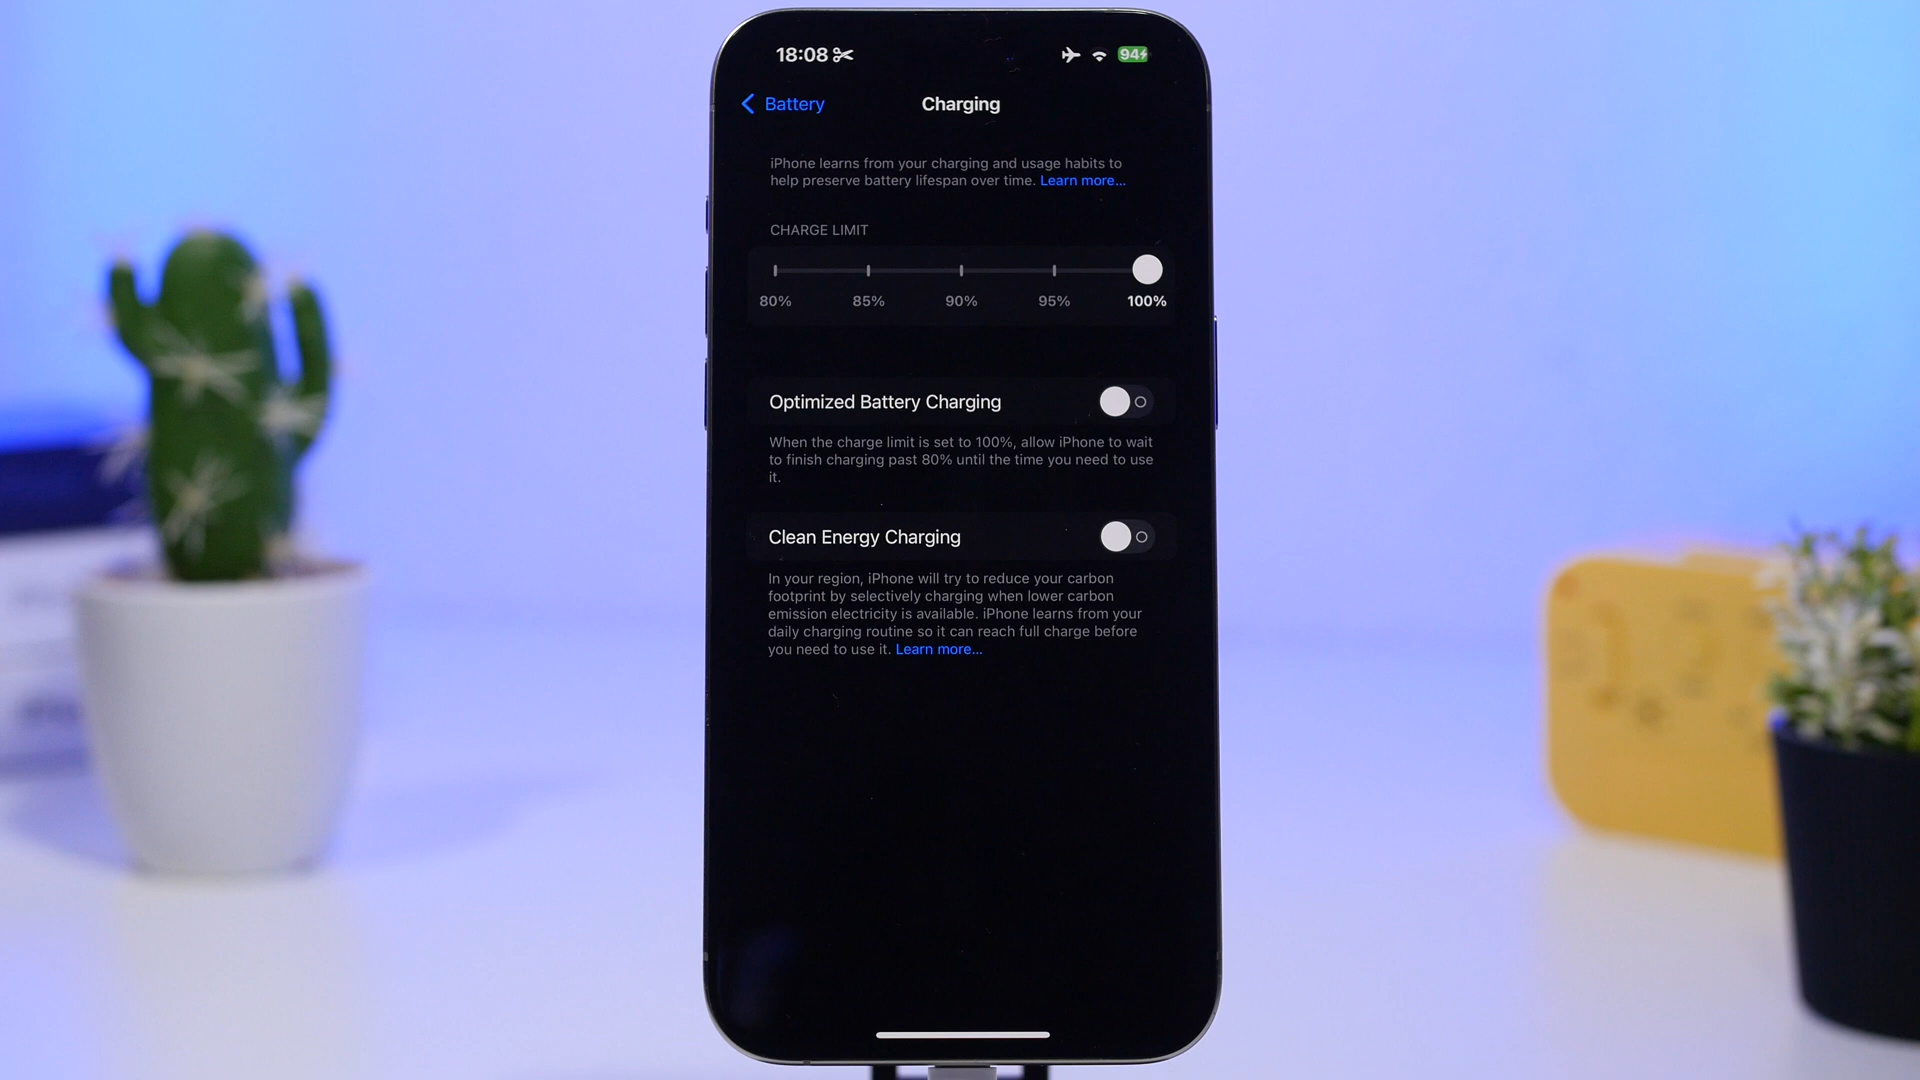 18:08
94
Battery
Charging
iPhone learns from your charging and usage habits to
help preserve battery lifespan over time. Learn more...
CHARGE LIMIT
80% 85% 90% 95% 100%
Optimized Battery Charging
When the charge limit is set to 100%, allow iPhone to wait
to finish charging past 80% until the time you need to use
it.
Clean Energy Charging
In your region, iPhone will try to reduce your carbon
footprint by selectively charging when lower carbon
emission electricity is available. iPhone learns from your
daily charging routine so it can reach full charge before
you need to use it. Learn more...